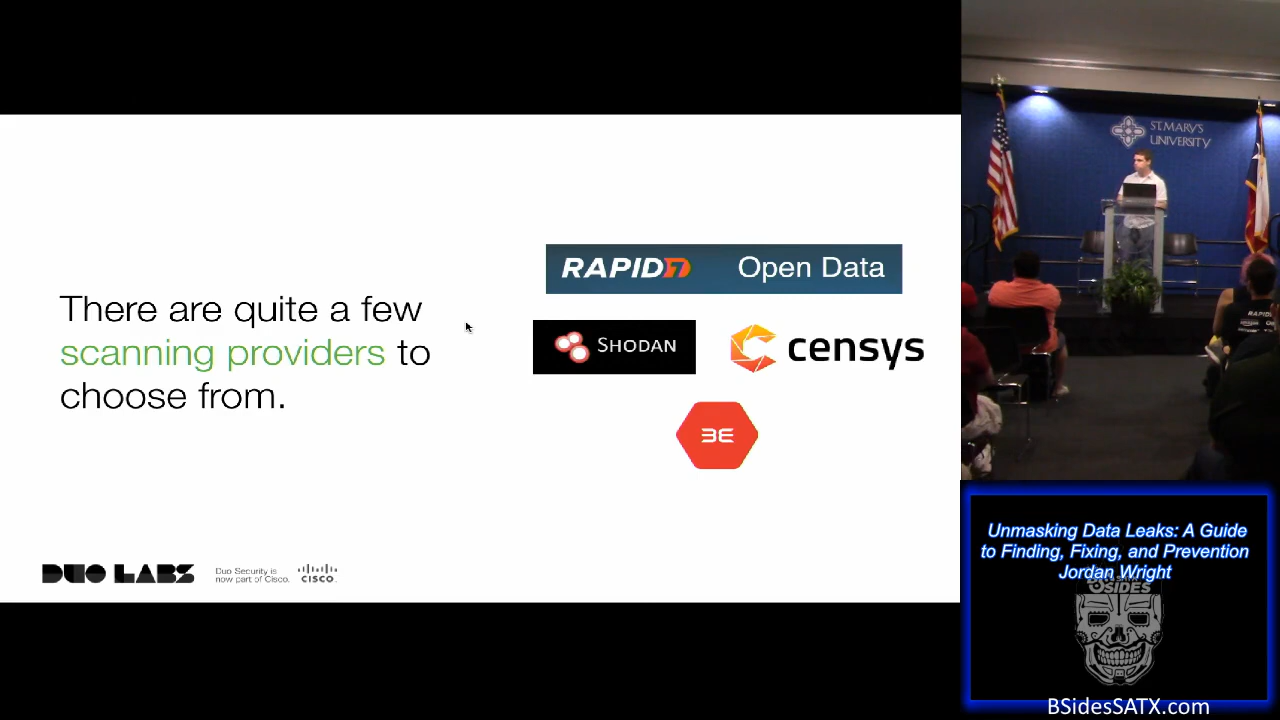 There are quite a few
scanning providers to
choose from.
RAPID7 Open Data
SHODAN
censys
BE
DUO LABS
Duo Security is
now part of Cisco.
CISCO
ST. MARY'S
UNIVERSITY
RAPID
Unmasking Data Leaks: A Guide
to Finding, Fixing, and Prevention
Jordan Wright
BSIDES
BSidesSATX.com